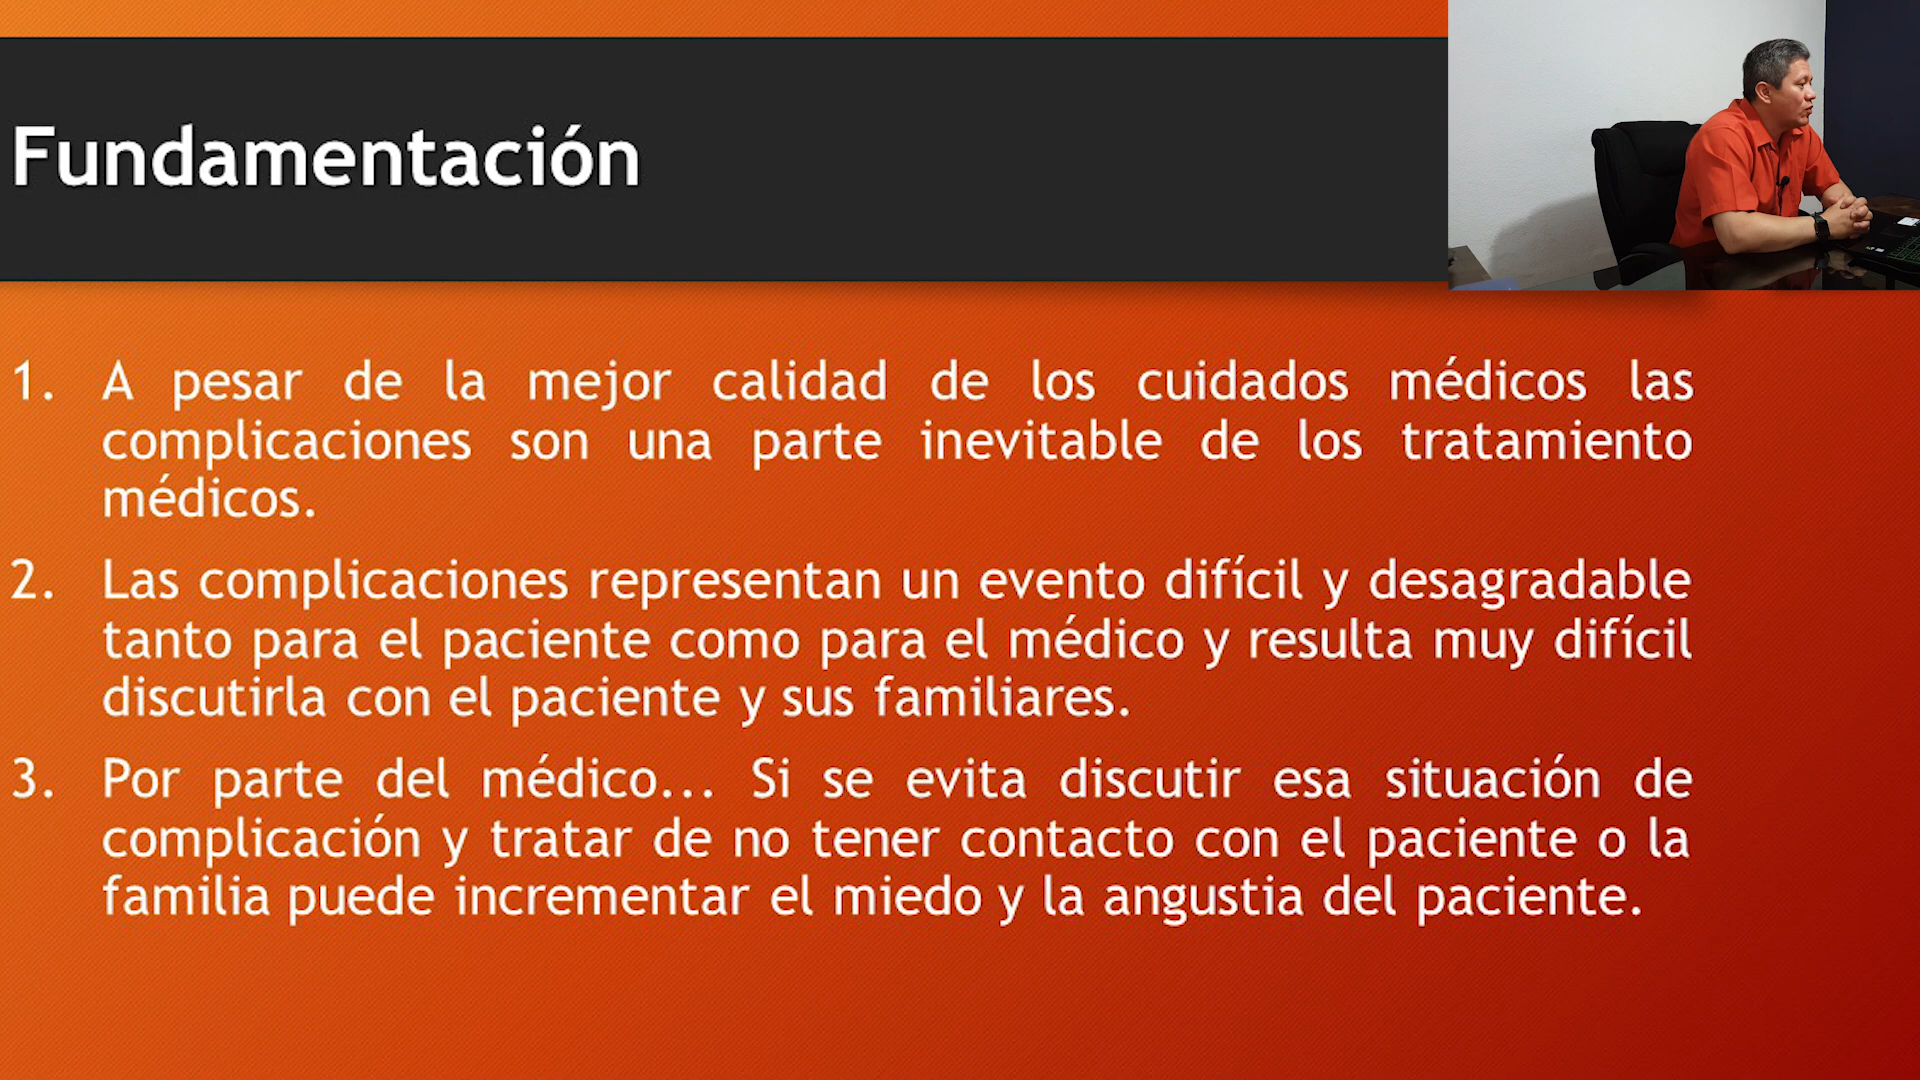 Fundamentación
1. A pesar de la mejor calidad de los cuidados médicos las
complicaciones son una parte inevitable de los tratamiento
médicos.
2. Las complicaciones representan un evento difícil y desagradable
tanto para el paciente como para el médico y resulta muy difícil
discutirla con el paciente y sus familiares.
3. Por parte del médico... Si se evita discutir esa situación de
complicación y tratar de no tener contacto con el paciente o la
familia puede incrementar el miedo y la angustia del paciente.